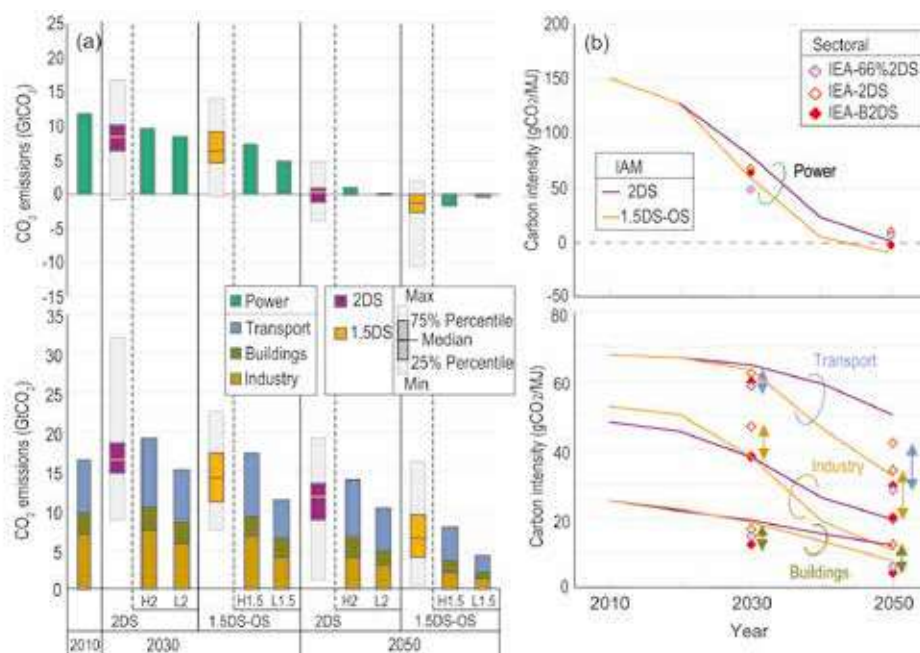 (a)
CO2 emissions (GtCO2)
25
20
15
10
5
0
-5
-10
-15
Power
Transport
Buildings
Industry
2DS
1.5DS
Max
75% Percentile
Median
25% Percentile
Min
CO2 emissions (GtCO2)
35
30
25
20
15
10
5
0
H2 L2 H1.5 L1.5 H2 L2 H1.5 L1.5
2DS 1.5DS-OS 2DS 1.5DS-OS
2010 2030 2050
(b)
Carbon intensity (gCO2/MJ)
200
150
100
50
0
-50
Sectoral
IEA-66%2DS
IEA-2DS
IEA-B2DS
IAM
2DS
1.5DS-OS
Power
Carbon intensity (gCO2/MJ)
80
60
40
20
0
Transport
Industry
Buildings
2010 2030 2050
Year